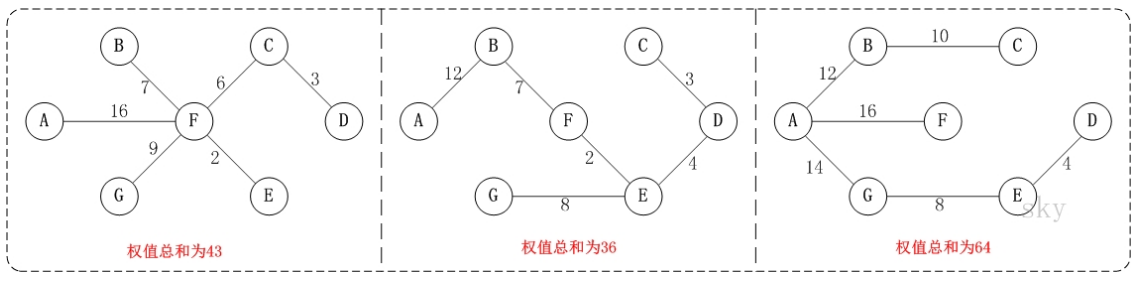 B C B C B 10 C
7 6 3 12 7 3 12
A 16 F D A F D A 16 F D
9 2 2 4 14 4
G E G 8 E G 8 E
sky
权值总和为43 权值总和为36 权值总和为64